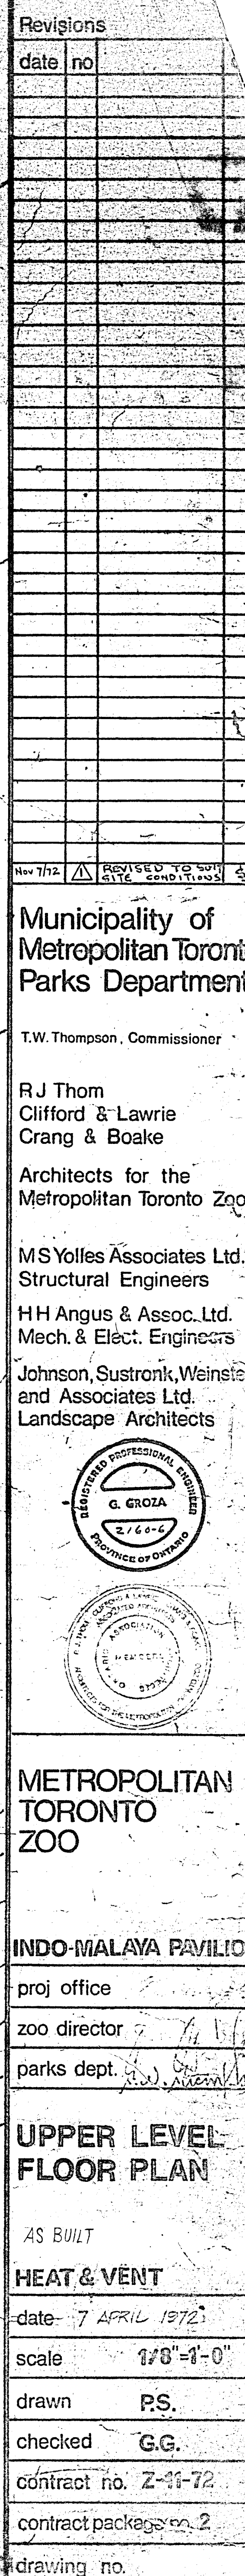 Revisions
date no
Nov 7/72 1 REVISED TO SUIT
SITE CONDITIONS
Municipality of
Metropolitan Toront
Parks Department
T.W. Thompson, Commissioner
R J Thom
Clifford & Lawrie
Crang & Boake
Architects for the
Metropolitan Toronto Zoo
M S Yolles Associates Ltd.
Structural Engineers
H H Angus & Assoc. Ltd.
Mech. & Elect. Engineers
Johnson, Sustronk, Weinste
and Associates Ltd.
Landscape Architects
REGISTERED PROFESSIONAL ENGINEER
G. GROZA
PROVINCE OF ONTARIO
ASSOCIATION
METROPOLITAN
TORONTO
ZOO
INDO-MALAYA PAVILIO
proj office
zoo director
parks dept.
UPPER LEVEL
FLOOR PLAN
AS BUILT
HEAT & VENT
date 7 APRIL 1972
scale 1/8"=1'-0"
drawn P.S.
checked G.G.
contract no. Z-11-72
contract package no. 2
drawing no.